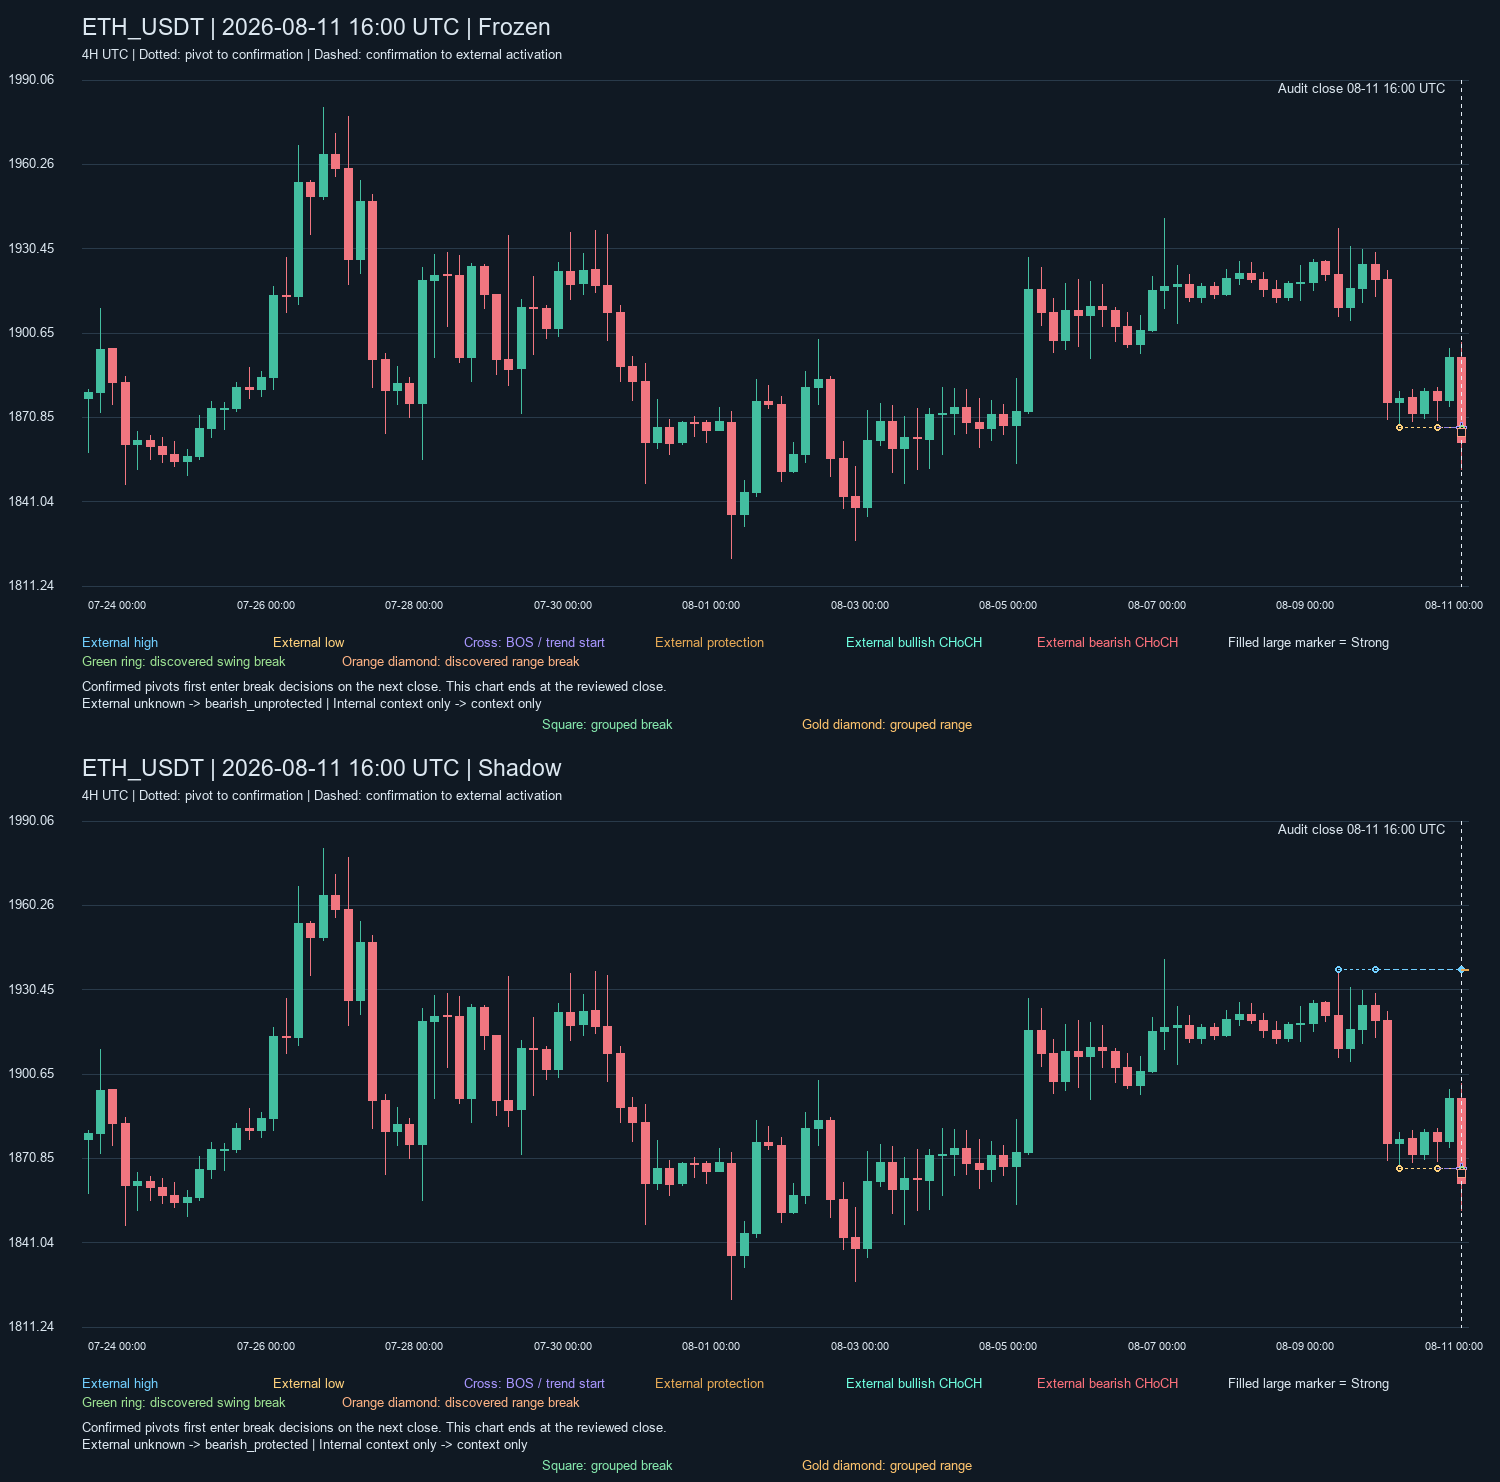 ETH_USDT | 2026-08-11 16:00 UTC | Frozen
4H UTC | Dotted: pivot to confirmation | Dashed: confirmation to external activation
1990.06
Audit close 08-11 16:00 UTC
1960.26
1930.45
1900.65
1870.85
1841.04
1811.24
07-24 00:00 07-26 00:00 07-28 00:00 07-30 00:00 08-01 00:00 08-03 00:00 08-05 00:00 08-07 00:00 08-09 00:00 08-11 00:00
External high External low Cross: BOS / trend start External protection External bullish CHoCH External bearish CHoCH Filled large marker = Strong
Green ring: discovered swing break Orange diamond: discovered range break
Confirmed pivots first enter break decisions on the next close. This chart ends at the reviewed close.
External unknown -> bearish_unprotected | Internal context only -> context only
Square: grouped break Gold diamond: grouped range
ETH_USDT | 2026-08-11 16:00 UTC | Shadow
4H UTC | Dotted: pivot to confirmation | Dashed: confirmation to external activation
1990.06
Audit close 08-11 16:00 UTC
1960.26
1930.45
1900.65
1870.85
1841.04
1811.24
07-24 00:00 07-26 00:00 07-28 00:00 07-30 00:00 08-01 00:00 08-03 00:00 08-05 00:00 08-07 00:00 08-09 00:00 08-11 00:00
External high External low Cross: BOS / trend start External protection External bullish CHoCH External bearish CHoCH Filled large marker = Strong
Green ring: discovered swing break Orange diamond: discovered range break
Confirmed pivots first enter break decisions on the next close. This chart ends at the reviewed close.
External unknown -> bearish_protected | Internal context only -> context only
Square: grouped break Gold diamond: grouped range